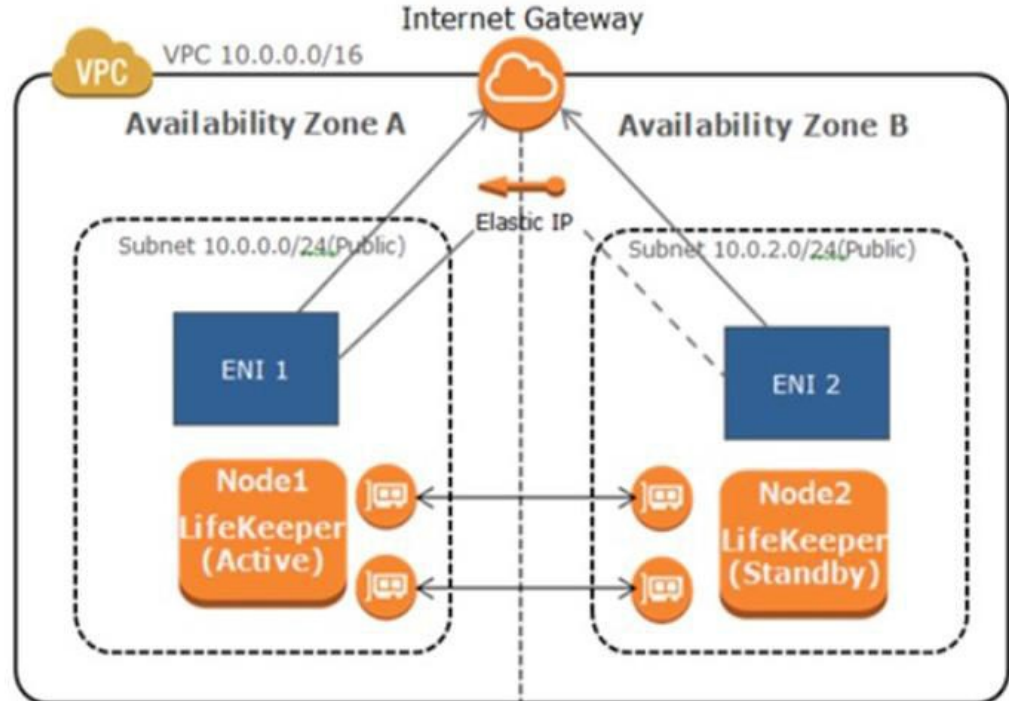 Internet Gateway
VPC
VPC 10.0.0.0/16
Availability Zone A
Availability Zone B
Elastic IP
Subnet 10.0.0.0/24(Public)
Subnet 10.0.2.0/24(Public)
ENI 1
ENI 2
Node1
LifeKeeper
(Active)
Node2
LifeKeeper
(Standby)